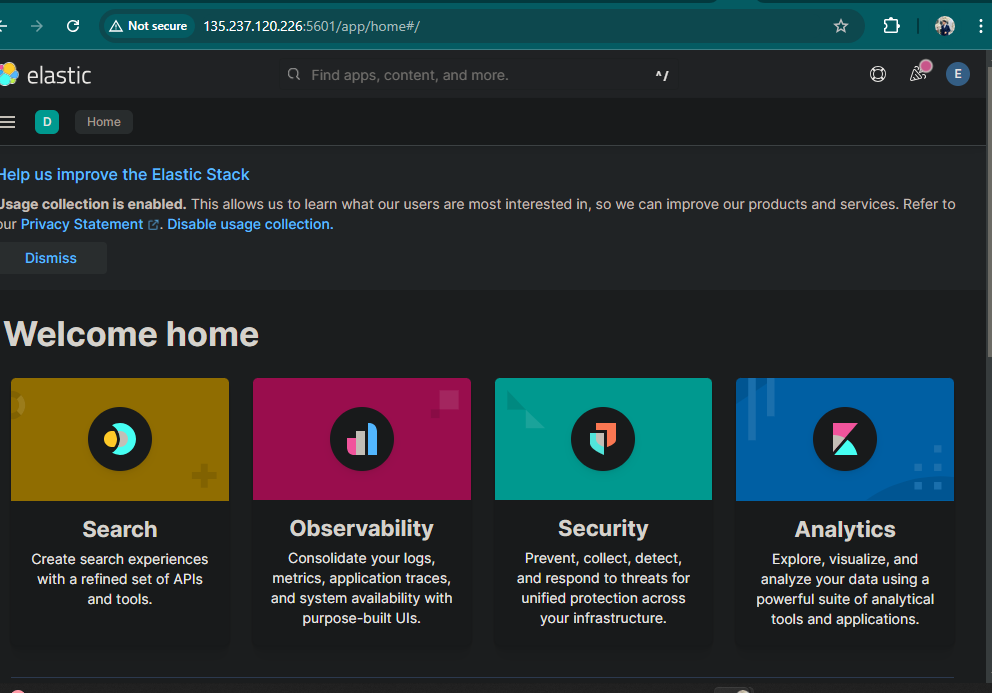 Not secure 135.237.120.226:5601/app/home#/
elastic
Find apps, content, and more.
^/
E
D
Home
Help us improve the Elastic Stack
Usage collection is enabled. This allows us to learn what our users are most interested in, so we can improve our products and services. Refer to
our Privacy Statement. Disable usage collection.
Dismiss
Welcome home
Search
Create search experiences
with a refined set of APIs
and tools.
Observability
Consolidate your logs,
metrics, application traces,
and system availability with
purpose-built UIs.
Security
Prevent, collect, detect,
and respond to threats for
unified protection across
your infrastructure.
Analytics
Explore, visualize, and
analyze your data using a
powerful suite of analytical
tools and applications.